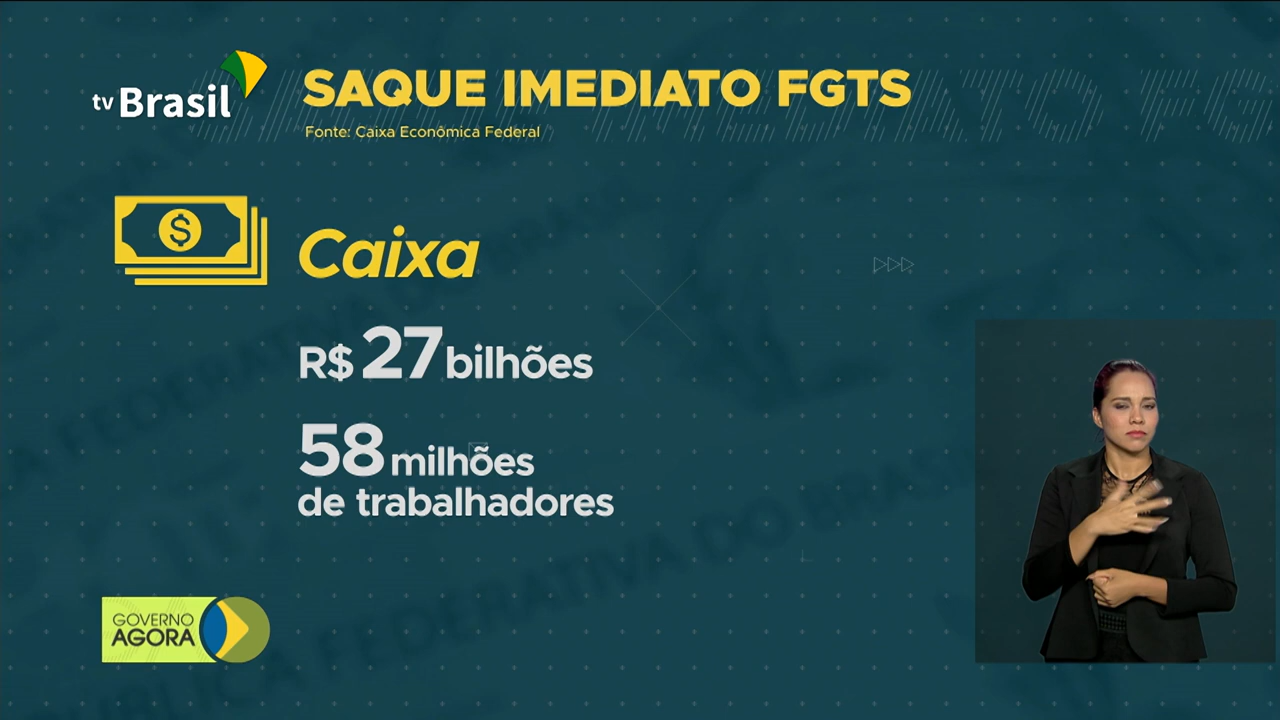 tv Brasil
SAQUE IMEDIATO FGTS
Fonte: Caixa Econômica Federal
$
Caixa
R$ 27 bilhões
58 milhões
de trabalhadores
GOVERNO
AGORA